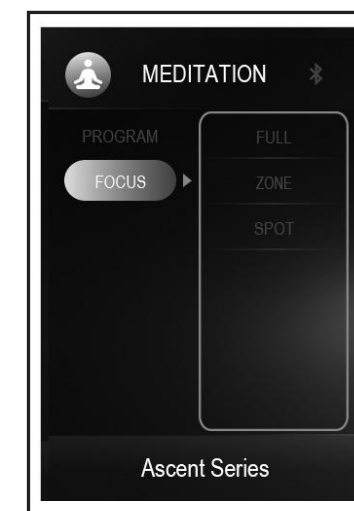 MEDITATION
PROGRAM
FOCUS
FULL
ZONE
SPOT
Ascent Series